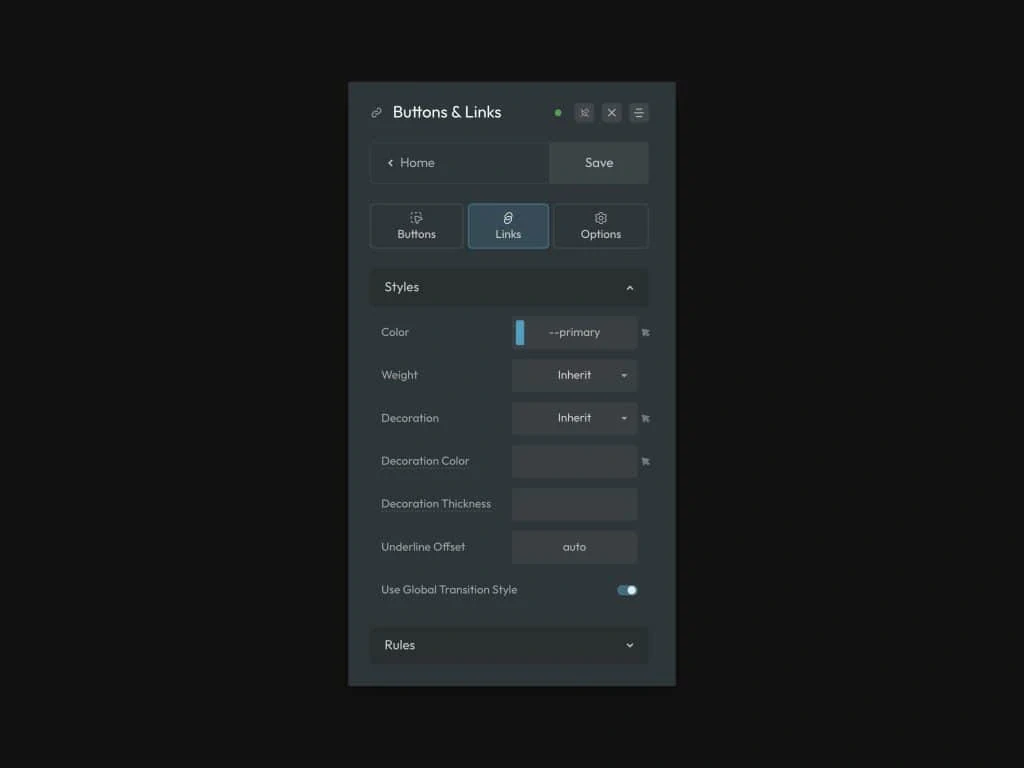 Buttons & Links
Home
Save
Buttons
Links
Options
Styles
Color
--primary
Weight
Inherit
Decoration
Inherit
Decoration Color
Decoration Thickness
Underline Offset
auto
Use Global Transition Style
Rules